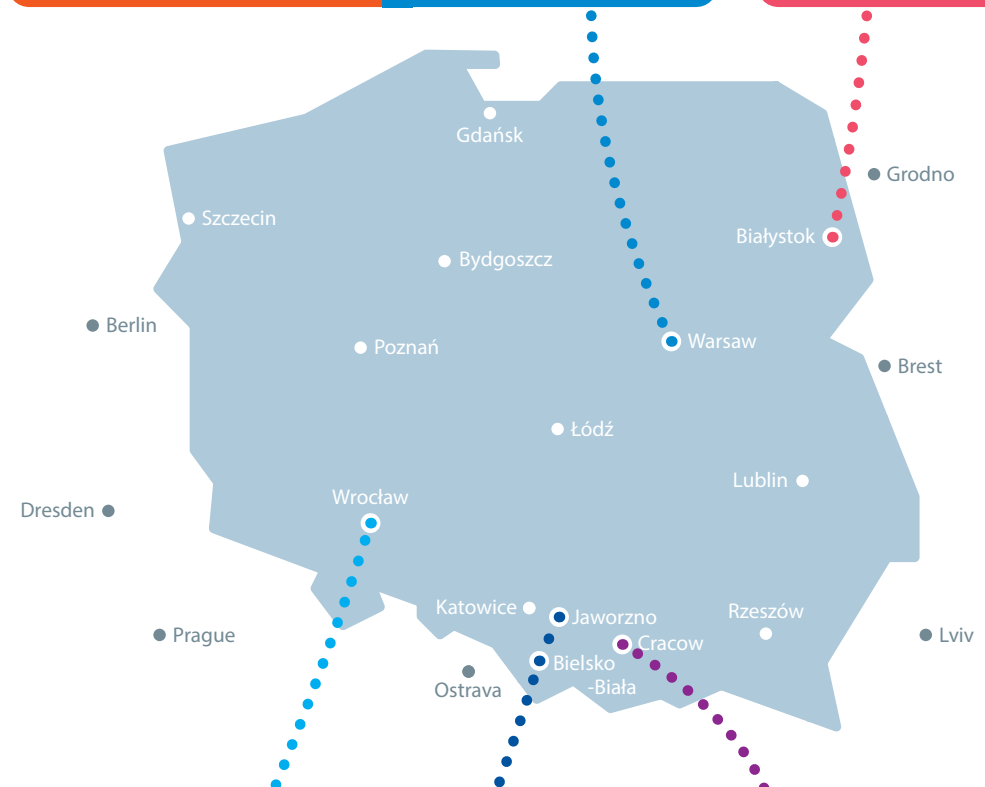 Gdańsk
Grodno
Szczecin
Białystok
Bydgoszcz
Berlin
Warsaw
Poznań
Brest
Łódź
Lublin
Wrocław
Dresden
Katowice
Jaworzno
Rzeszów
Prague
Cracow
Lviv
Bielsko
-Biała
Ostrava